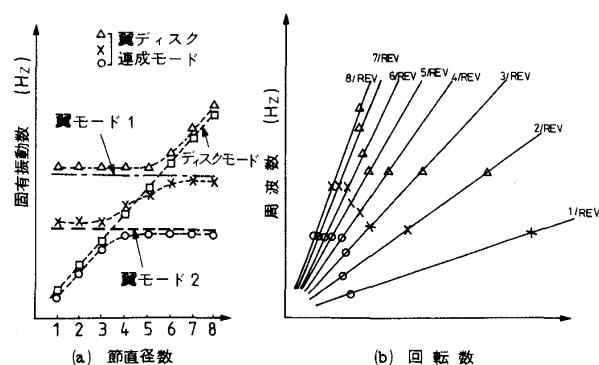 固有振動数 (Hz)
△
×
○
翼ディスク
連成モード
翼モード1
ディスクモード
翼モード2
1 2 3 4 5 6 7 8
(a) 節直径数
周波数 (Hz)
7/REV
8/REV
6/REV
5/REV
4/REV
3/REV
2/REV
1/REV
(b) 回転数